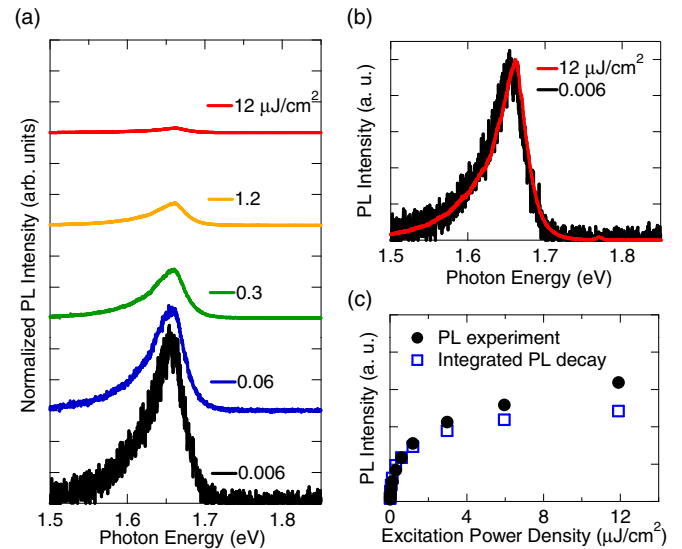 (a)
Normalized PL Intensity (arb. units)
12 μJ/cm²
1.2
0.3
0.06
0.006
1.5 1.6 1.7 1.8
Photon Energy (eV)
(b)
PL Intensity (a. u.)
12 μJ/cm²
0.006
1.5 1.6 1.7 1.8
Photon Energy (eV)
(c)
PL Intensity (a. u.)
PL experiment
Integrated PL decay
0 4 8 12
Excitation Power Density (μJ/cm²)